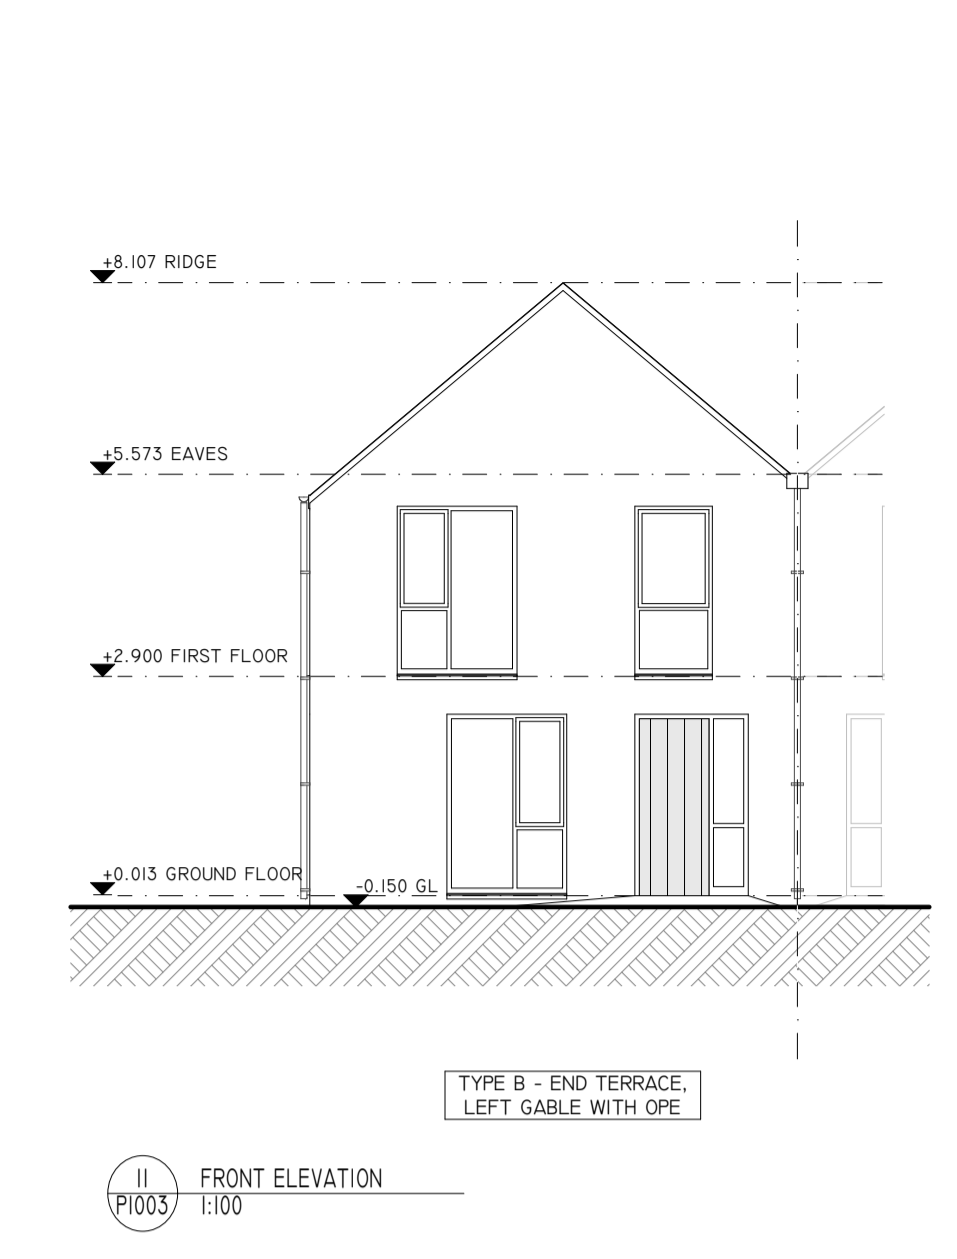 +8.107 RIDGE
+5.573 EAVES
+2.900 FIRST FLOOR
+0.013 GROUND FLOOR
-0.150 GL
TYPE B - END TERRACE,
LEFT GABLE WITH OPE
11
P1003
FRONT ELEVATION
1:100